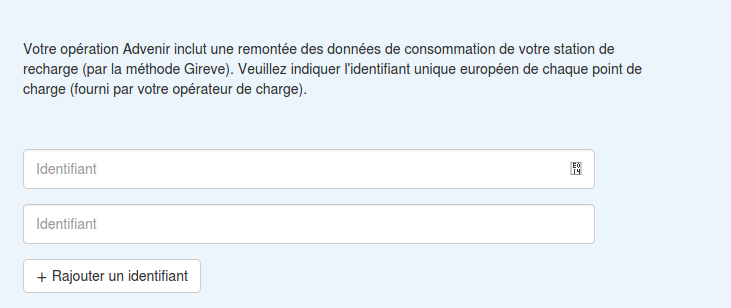 Votre opération Advenir inclut une remontée des données de consommation de votre station de
recharge (par la méthode Gireve). Veuillez indiquer l'identifiant unique européen de chaque point de
charge (fourni par votre opérateur de charge).
Identifiant
Identifiant
+ Rajouter un identifiant